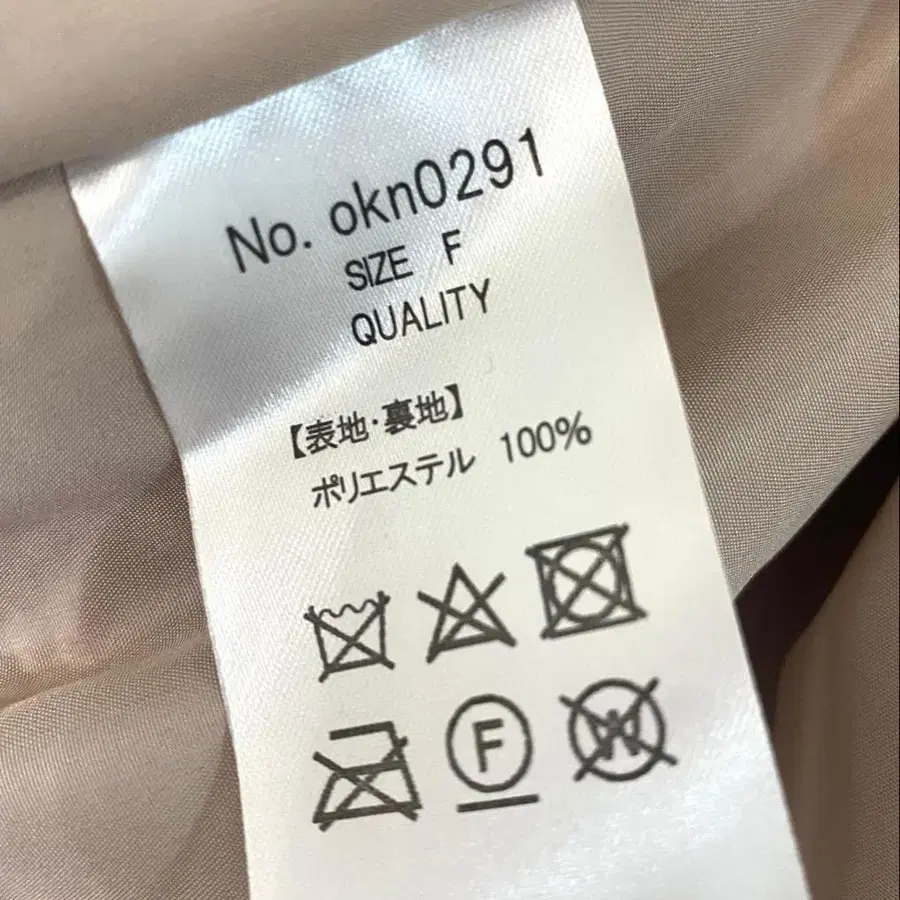 No. okn0291
SIZE F
QUALITY
【表地・裏地】
ポリエステル 100%
F W